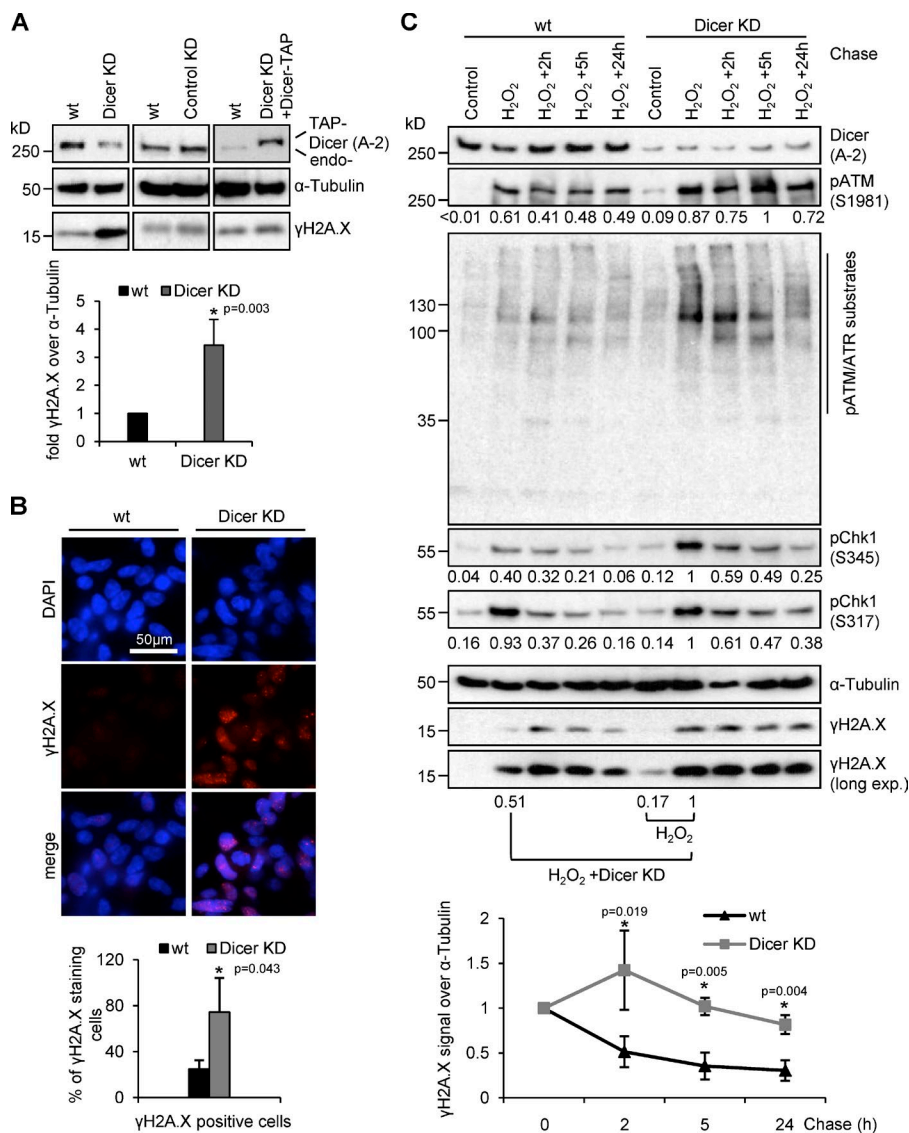 A
wt
Dicer KD
wt
Control KD
wt
Dicer KD
+Dicer-TAP
kD
250
TAP-
Dicer (A-2)
endo-
50
α-Tubulin
15
γH2A.X
wt Dicer KD
* p=0.003
fold γH2A.X over α-Tubulin
5
4
3
2
1
0
wt Dicer KD
B
wt Dicer KD
DAPI
50µm
γH2A.X
merge
wt Dicer KD
* p=0.043
% of γH2A.X staining
cells
120
80
40
0
γH2A.X positive cells
C
wt Dicer KD
Control
H₂O₂
H₂O₂ +2h
H₂O₂ +5h
H₂O₂ +24h
Control
H₂O₂
H₂O₂ +2h
H₂O₂ +5h
H₂O₂ +24h
Chase
kD
250
Dicer
(A-2)
250
pATM
(S1981)
<0.01 0.61 0.41 0.48 0.49 0.09 0.87 0.75 1 0.72
130
100
35
pATM/ATR substrates
55
pChk1
(S345)
0.04 0.40 0.32 0.21 0.06 0.12 1 0.59 0.49 0.25
55
pChk1
(S317)
0.16 0.93 0.37 0.26 0.16 0.14 1 0.61 0.47 0.38
50
α-Tubulin
15
γH2A.X
15
γH2A.X
(long exp.)
0.51 0.17 1
H₂O₂
H₂O₂ +Dicer KD
γH2A.X signal over α-Tubulin
2
1.5
1
0.5
0
p=0.019
*
p=0.005
*
p=0.004
*
wt
Dicer KD
0 2 5 24 Chase (h)